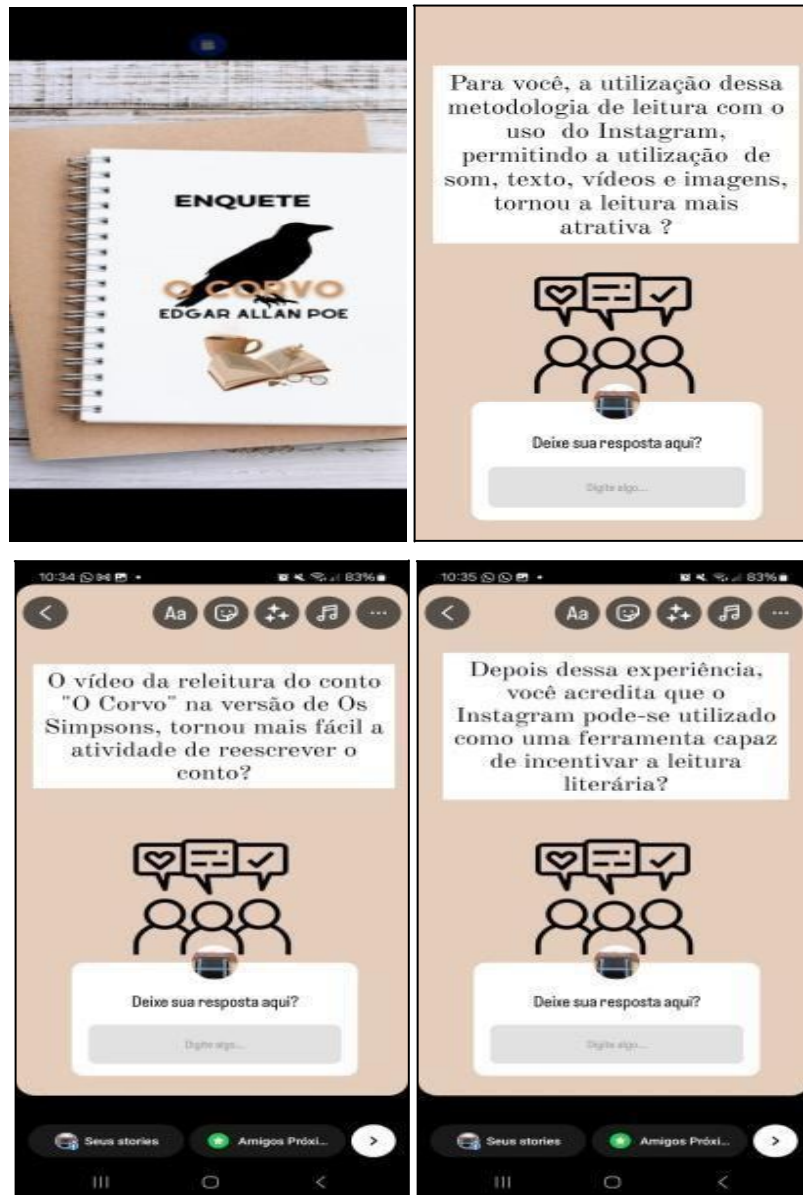 ENQUETE
O CORVO
EDGAR ALLAN POE
Para você, a utilização dessa
metodologia de leitura com o
uso do Instagram,
permitindo a utilização de
som, texto, vídeos e imagens,
tornou a leitura mais
atrativa ?
Deixe sua resposta aqui?
Digite algo...
10:34
83%
Aa
O vídeo da releitura do conto
"O Corvo" na versão de Os
Simpsons, tornou mais fácil a
atividade de reescrever o
conto?
Deixe sua resposta aqui?
Digite algo...
Seus stories
Amigos Próxi...
10:35
83%
Aa
Depois dessa experiência,
você acredita que o
Instagram pode-se utilizado
como uma ferramenta capaz
de incentivar a leitura
literária?
Deixe sua resposta aqui?
Digite algo...
Seus stories
Amigos Próxi...